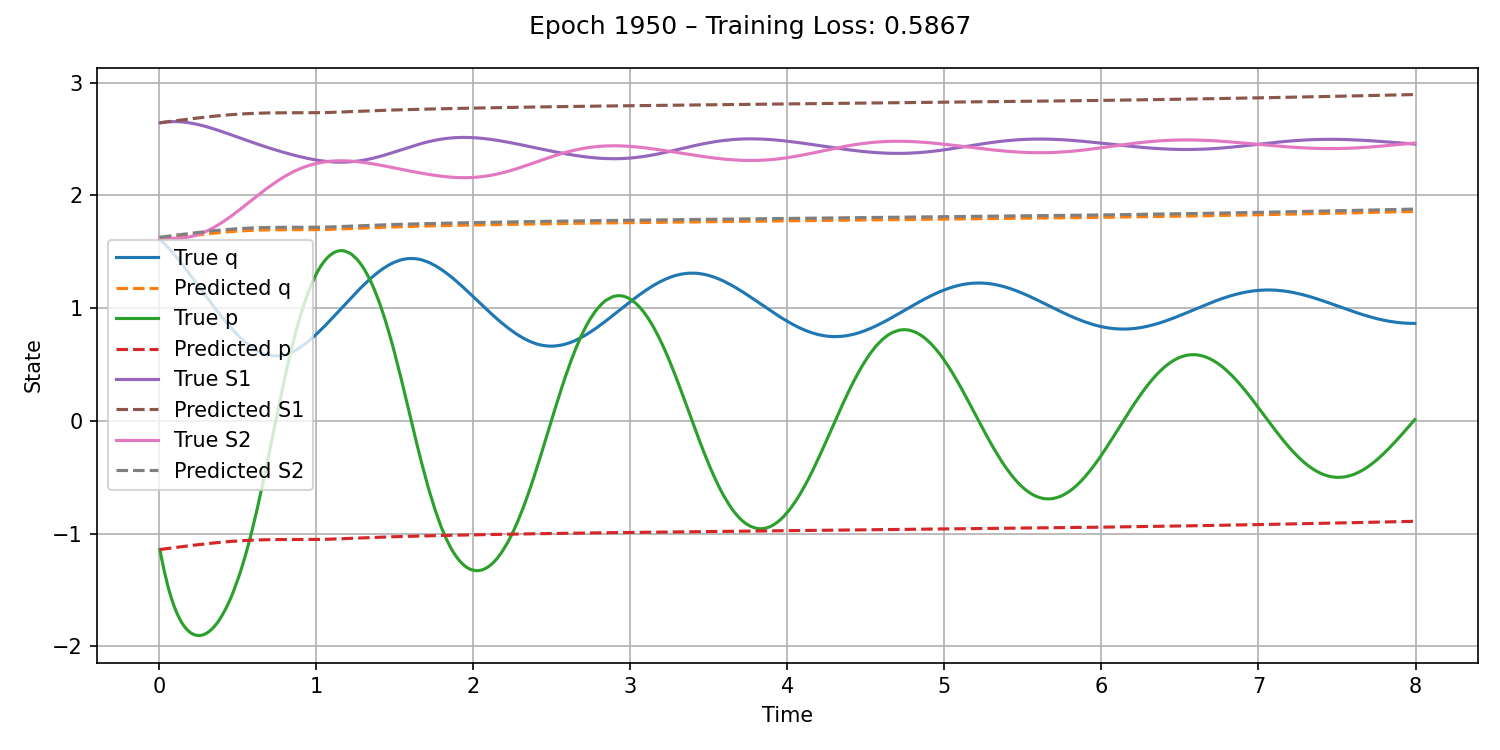 Epoch 1950 – Training Loss: 0.5867
3
2
1
0
−1
−2
State
True q
Predicted q
True p
Predicted p
True S1
Predicted S1
True S2
Predicted S2
0 1 2 3 4 5 6 7 8
Time